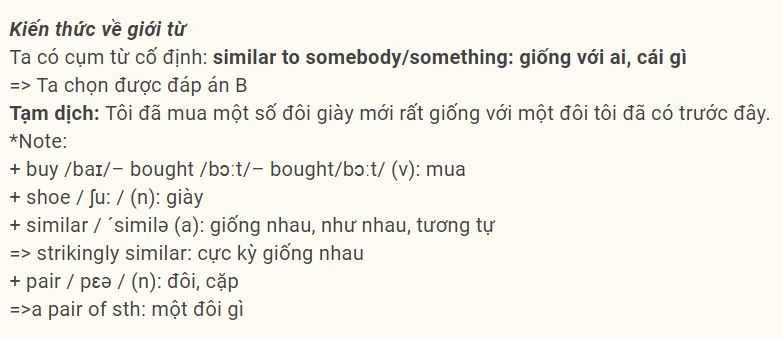 Kiến thức về giới từ
Ta có cụm từ cố định: similar to somebody/something: giống với ai, cái gì
=> Ta chọn được đáp án B
Tạm dịch: Tôi đã mua một số đôi giày mới rất giống với một đôi tôi đã có trước đây.
*Note:
+ buy /baɪ/– bought /bɔːt/– bought/bɔːt/ (v): mua
+ shoe / ʃu: / (n): giày
+ similar / ´similə (a): giống nhau, như nhau, tương tự
=> strikingly similar: cực kỳ giống nhau
+ pair / pɛə / (n): đôi, cặp
=>a pair of sth: một đôi gì